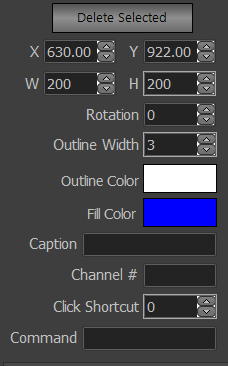 Delete Selected
X 630.00 Y 922.00
W 200 H 200
Rotation 0
Outline Width 3
Outline Color
Fill Color
Caption
Channel #
Click Shortcut 0
Command